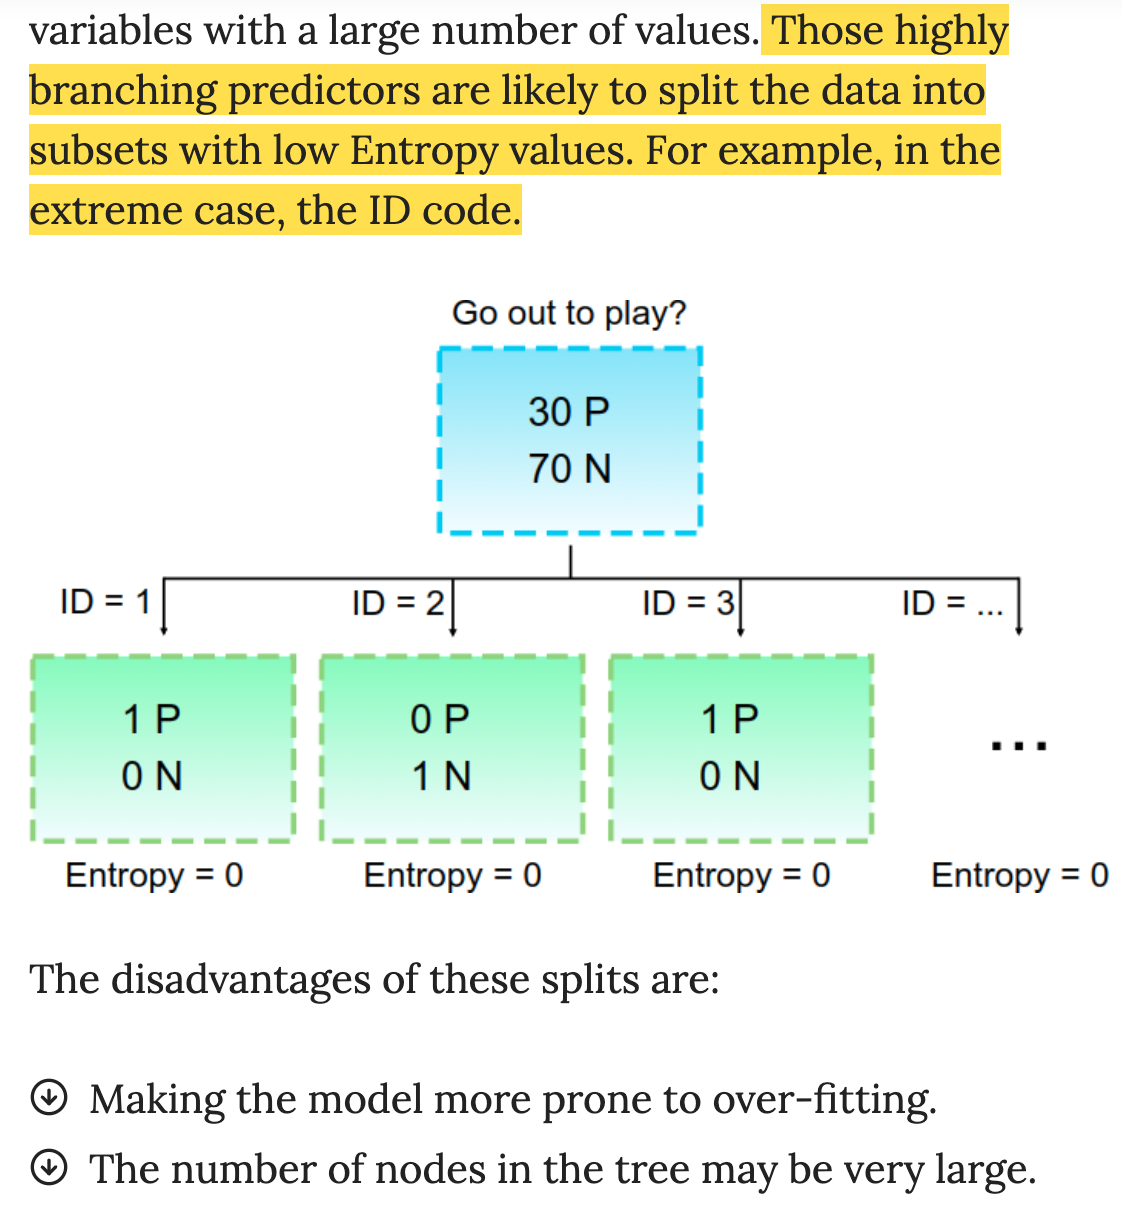 variables with a large number of values. Those highly
branching predictors are likely to split the data into
subsets with low Entropy values. For example, in the
extreme case, the ID code.
Go out to play?
30 P
70 N
ID = 1
ID = 2
ID = 3
ID = ...
1 P
0 N
0 P
1 N
1 P
0 N
...
Entropy = 0
Entropy = 0
Entropy = 0
Entropy = 0
The disadvantages of these splits are:
Making the model more prone to over-fitting.
The number of nodes in the tree may be very large.